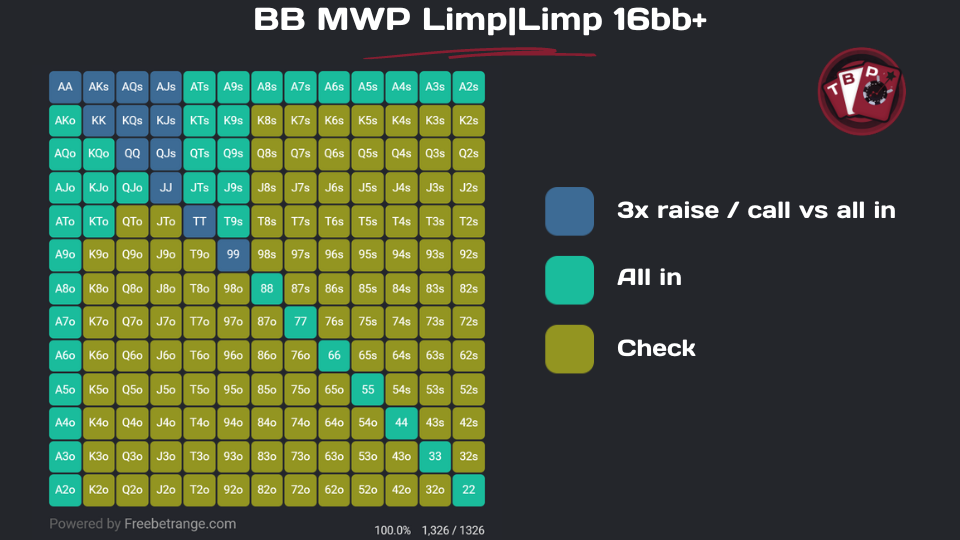 BB MWP Limp|Limp 16bb+
TBP
AA AKs AQs AJs ATs A9s A8s A7s A6s A5s A4s A3s A2s
AKo KK KQs KJs KTs K9s K8s K7s K6s K5s K4s K3s K2s
AQo KQo QQ QJs QTs Q9s Q8s Q7s Q6s Q5s Q4s Q3s Q2s
AJo KJo QJo JJ JTs J9s J8s J7s J6s J5s J4s J3s J2s
ATo KTo QTo JTo TT T9s T8s T7s T6s T5s T4s T3s T2s
A9o K9o Q9o J9o T9o 99 98s 97s 96s 95s 94s 93s 92s
A8o K8o Q8o J8o T8o 98o 88 87s 86s 85s 84s 83s 82s
A7o K7o Q7o J7o T7o 97o 87o 77 76s 75s 74s 73s 72s
A6o K6o Q6o J6o T6o 96o 86o 76o 66 65s 64s 63s 62s
A5o K5o Q5o J5o T5o 95o 85o 75o 65o 55 54s 53s 52s
A4o K4o Q4o J4o T4o 94o 84o 74o 64o 54o 44 43s 42s
A3o K3o Q3o J3o T3o 93o 83o 73o 63o 53o 43o 33 32s
A2o K2o Q2o J2o T2o 92o 82o 72o 62o 52o 42o 32o 22
3x raise / call vs all in
All in
Check
Powered by Freebetrange.com
100.0% 1,326 / 1326